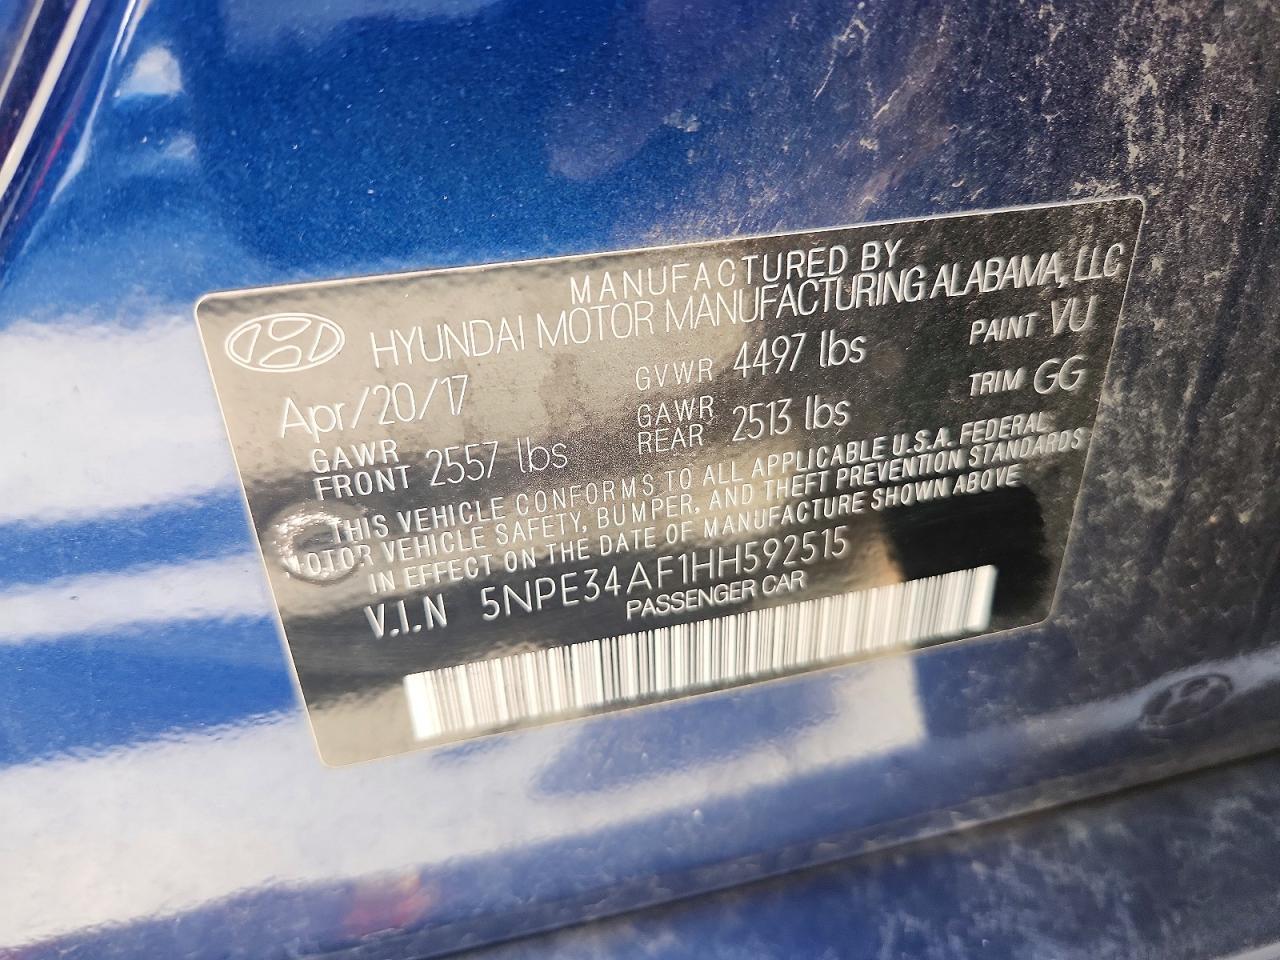 MANUFACTURED BY
HYUNDAI MOTOR MANUFACTURING ALABAMA, LLC
Apr/20/17 GVWR 4497 lbs PAINT VU
GAWR FRONT 2557 lbs GAWR REAR 2513 lbs TRIM GG
THIS VEHICLE CONFORMS TO ALL APPLICABLE U.S.A. FEDERAL
MOTOR VEHICLE SAFETY, BUMPER, AND THEFT PREVENTION STANDARDS
IN EFFECT ON THE DATE OF MANUFACTURE SHOWN ABOVE
V.I.N 5NPE34AF1HH592515
PASSENGER CAR